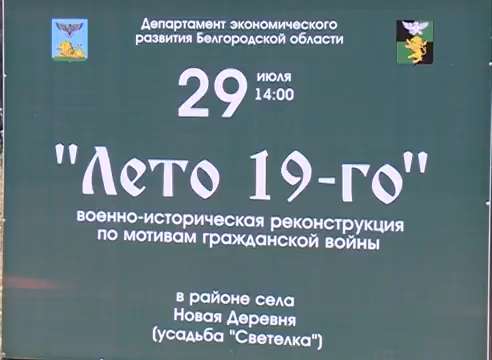 Департамент экономического
развития Белгородской области
29 июля
14:00
"Лето 19-го"
военно-историческая реконструкция
по мотивам гражданской войны
в районе села
Новая Деревня
(усадьба "Светелка")